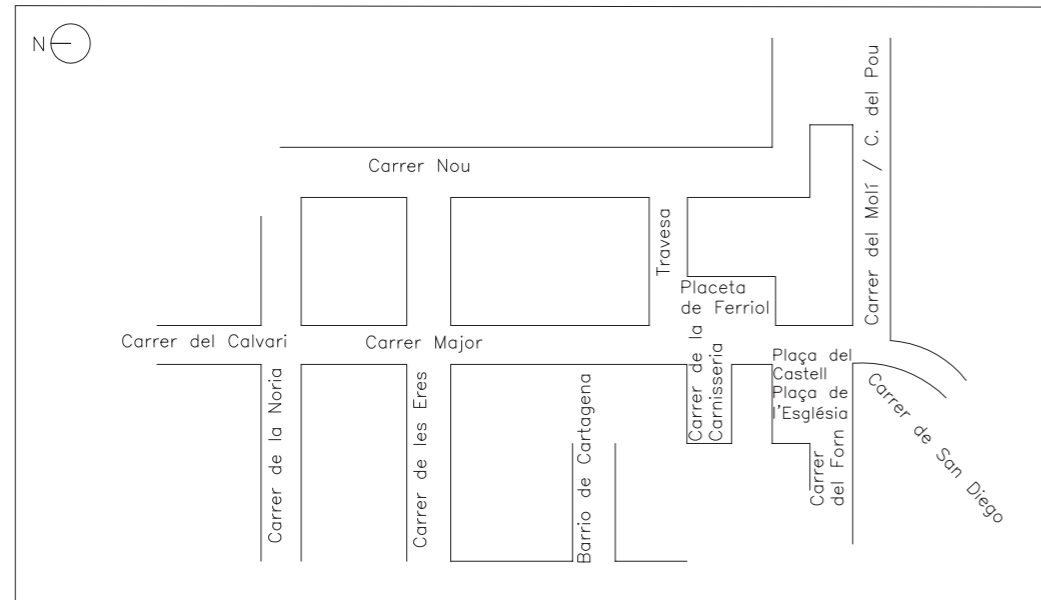 N
Carrer Nou
Carrer del Molí / C. del Pou
Travesa
Placeta
de Ferriol
Carrer del Calvari
Carrer Major
Carrer de la
Carnisseria
Plaça del
Castell
Plaça de
l'Església
Carrer de la Noria
Carrer de les Eres
Barrio de Cartagena
Carrer
del Forn
Carrer de San Diego